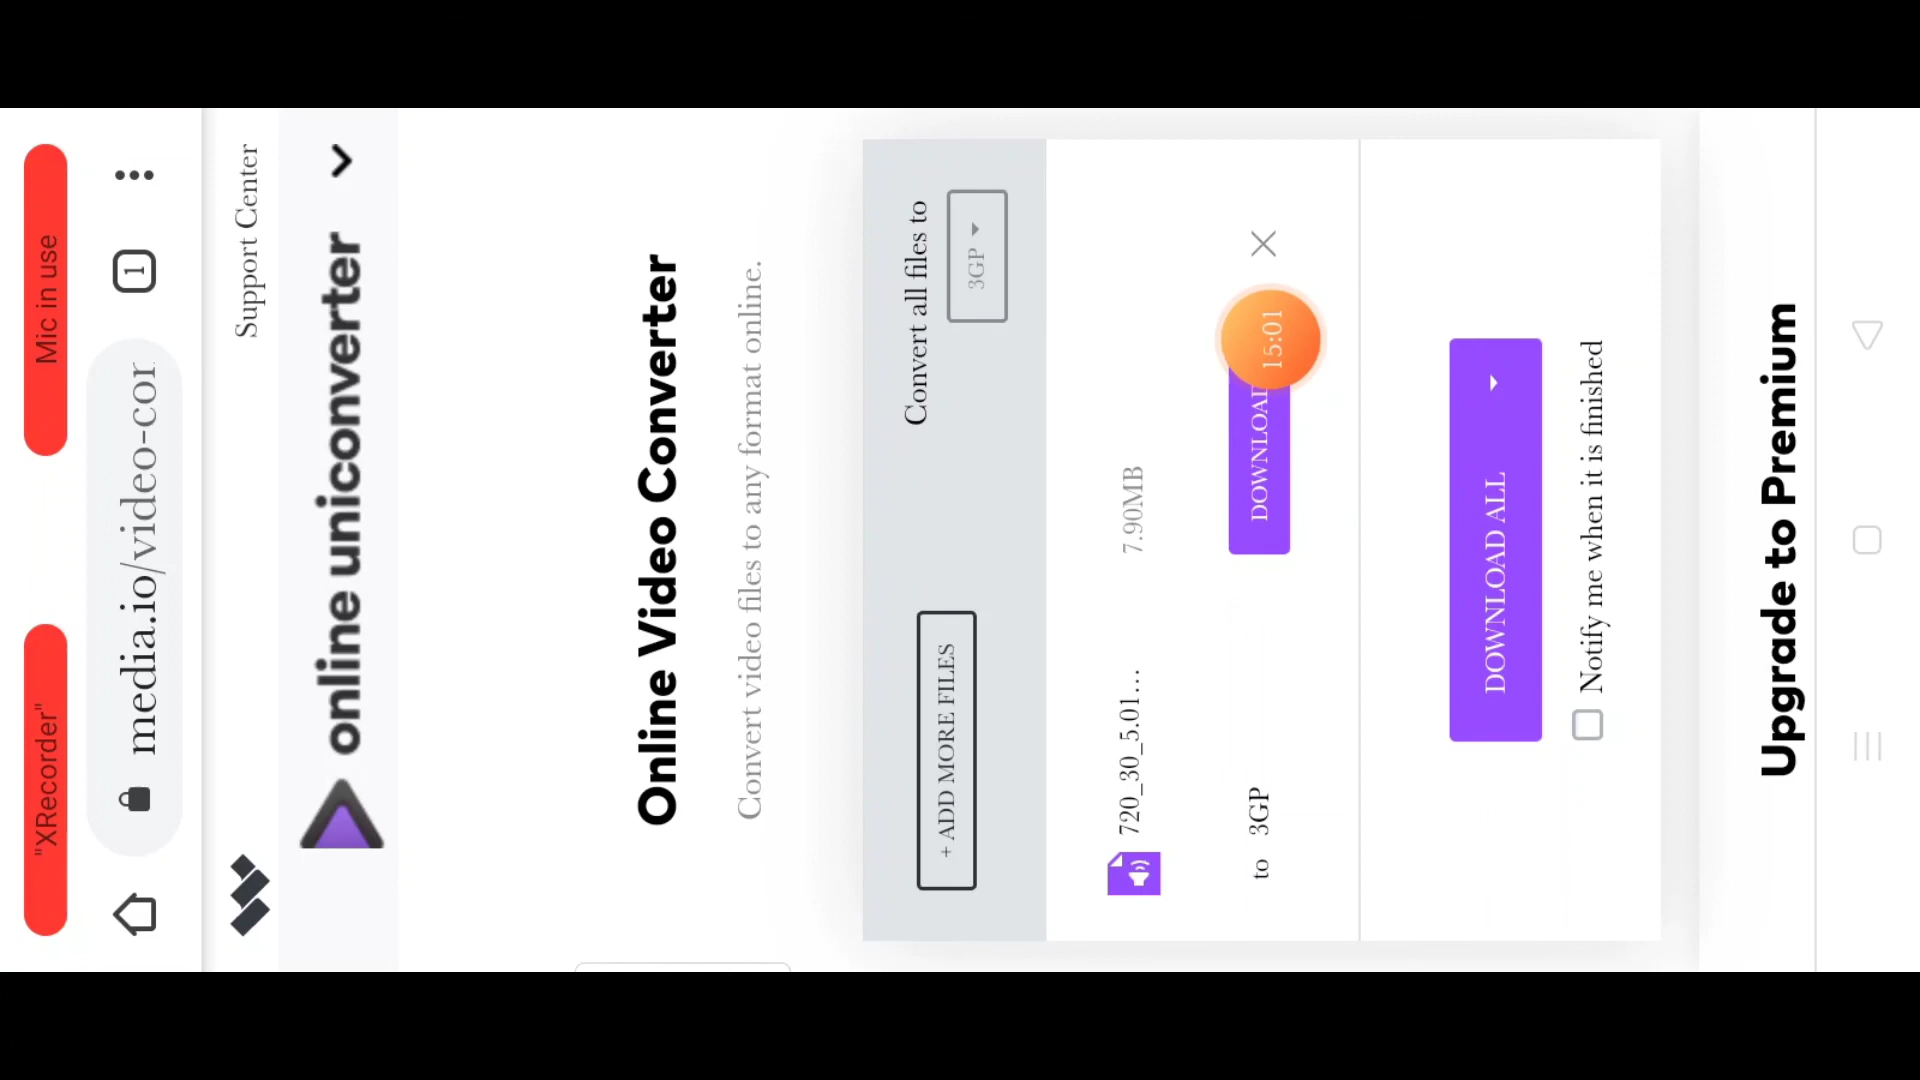 "XRecorder" Mic in use
media.io/video-cor 1
Support Center
online uniconverter
Online Video Converter
Convert video files to any format online.
Convert all files to
+ ADD MORE FILES
3GP
720_30_5.01... 7.90MB
to 3GP DOWNLOAD 15:01
DOWNLOAD ALL
Notify me when it is finished
Upgrade to Premium